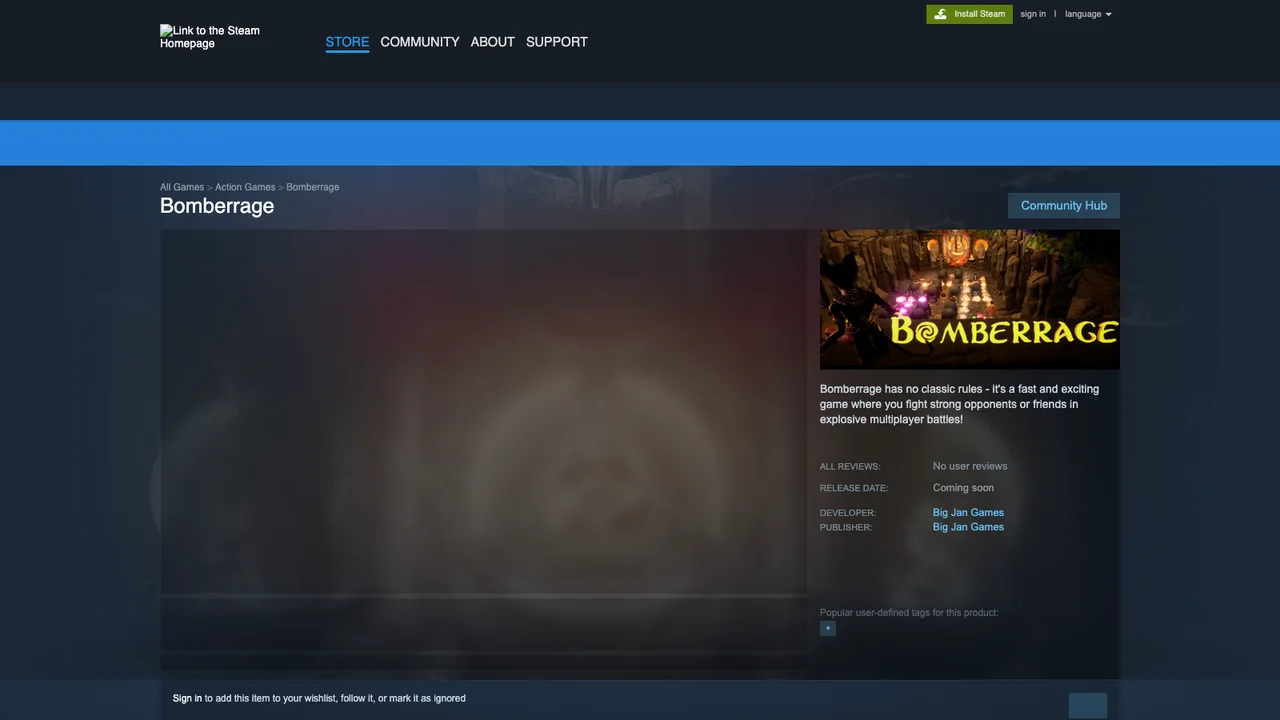 Install Steam
sign in
language
Link to the Steam
Homepage
STORE
COMMUNITY
ABOUT
SUPPORT
All Games > Action Games > Bomberrage
Bomberrage
Community Hub
BOMBERRAGE
Bomberrage has no classic rules - it's a fast and exciting
game where you fight strong opponents or friends in
explosive multiplayer battles!
ALL REVIEWS: No user reviews
RELEASE DATE: Coming soon
DEVELOPER: Big Jan Games
PUBLISHER: Big Jan Games
Popular user-defined tags for this product:
+
Sign in to add this item to your wishlist, follow it, or mark it as ignored